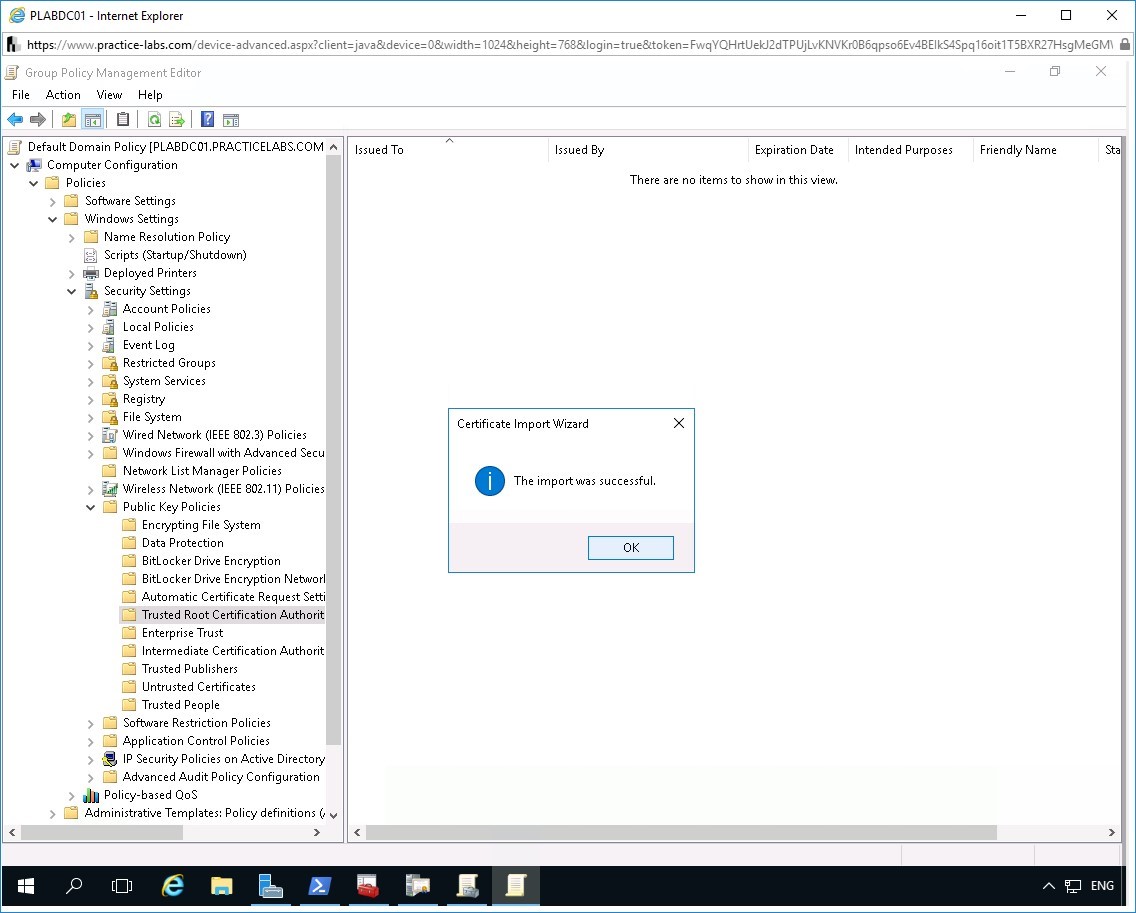 PLABDC01 - Internet Explorer
https://www.practice-labs.com/device-advanced.aspx?client=java&device=0&width=1024&height=768&login=true&token=FwqYQHrtUekJ2dTPUjLvKNVKr0B6qpso6Ev4BElkS4Spq16oit1T5BXR27HsgMeGM
Group Policy Management Editor
File Action View Help
Default Domain Policy [PLABDC01.PRACTICELABS.COM
Computer Configuration
Policies
Software Settings
Windows Settings
Name Resolution Policy
Scripts (Startup/Shutdown)
Deployed Printers
Security Settings
Account Policies
Local Policies
Event Log
Restricted Groups
System Services
Registry
File System
Wired Network (IEEE 802.3) Policies
Windows Firewall with Advanced Secu
Network List Manager Policies
Wireless Network (IEEE 802.11) Policies
Public Key Policies
Encrypting File System
Data Protection
BitLocker Drive Encryption
BitLocker Drive Encryption Networ
Automatic Certificate Request Setti
Trusted Root Certification Authorit
Enterprise Trust
Intermediate Certification Authorit
Trusted Publishers
Untrusted Certificates
Trusted People
Software Restriction Policies
Application Control Policies
IP Security Policies on Active Directory
Advanced Audit Policy Configuration
Policy-based QoS
Administrative Templates: Policy definitions (
Issued To Issued By Expiration Date Intended Purposes Friendly Name Sta
There are no items to show in this view.
Certificate Import Wizard
The import was successful.
OK
ENG